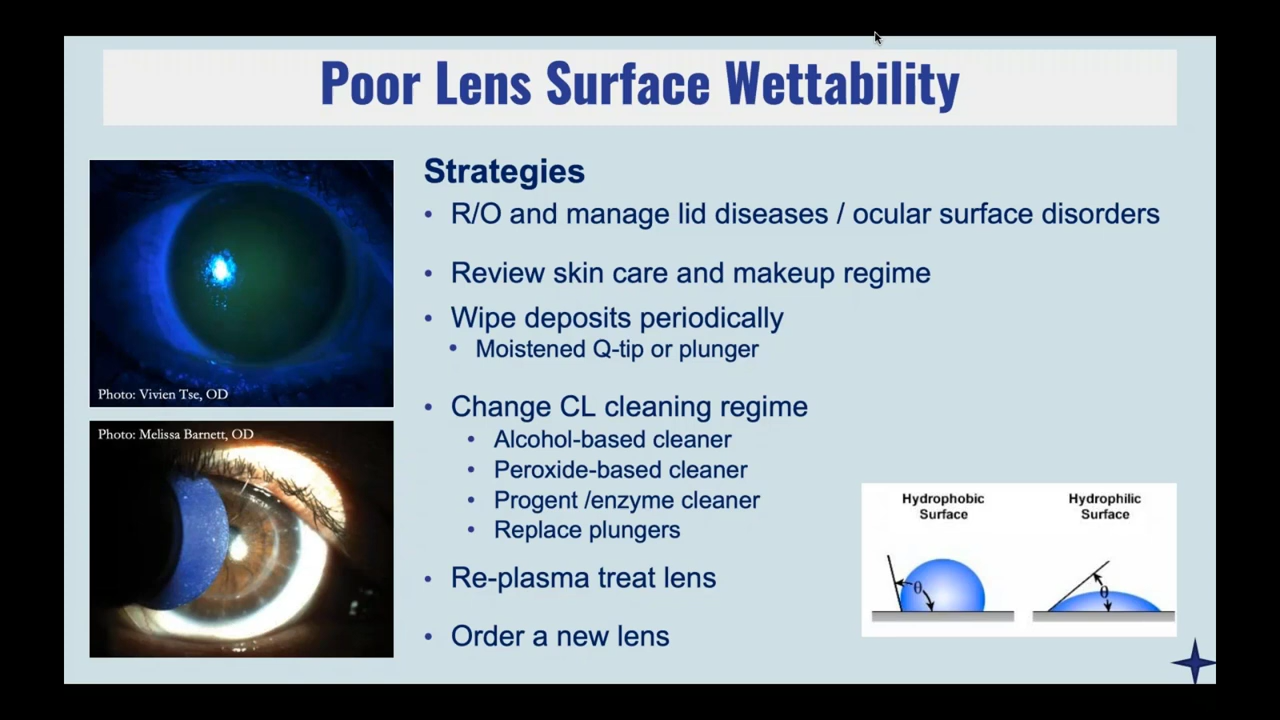 Poor Lens Surface Wettability
Strategies
• R/O and manage lid diseases / ocular surface disorders
• Review skin care and makeup regime
• Wipe deposits periodically
• Moistened Q-tip or plunger
• Change CL cleaning regime
• Alcohol-based cleaner
• Peroxide-based cleaner
• Progent /enzyme cleaner
• Replace plungers
• Re-plasma treat lens
• Order a new lens
Photo: Vivien Tse, OD
Photo: Melissa Barnett, OD
Hydrophobic
Surface
θ
Hydrophilic
Surface
θ